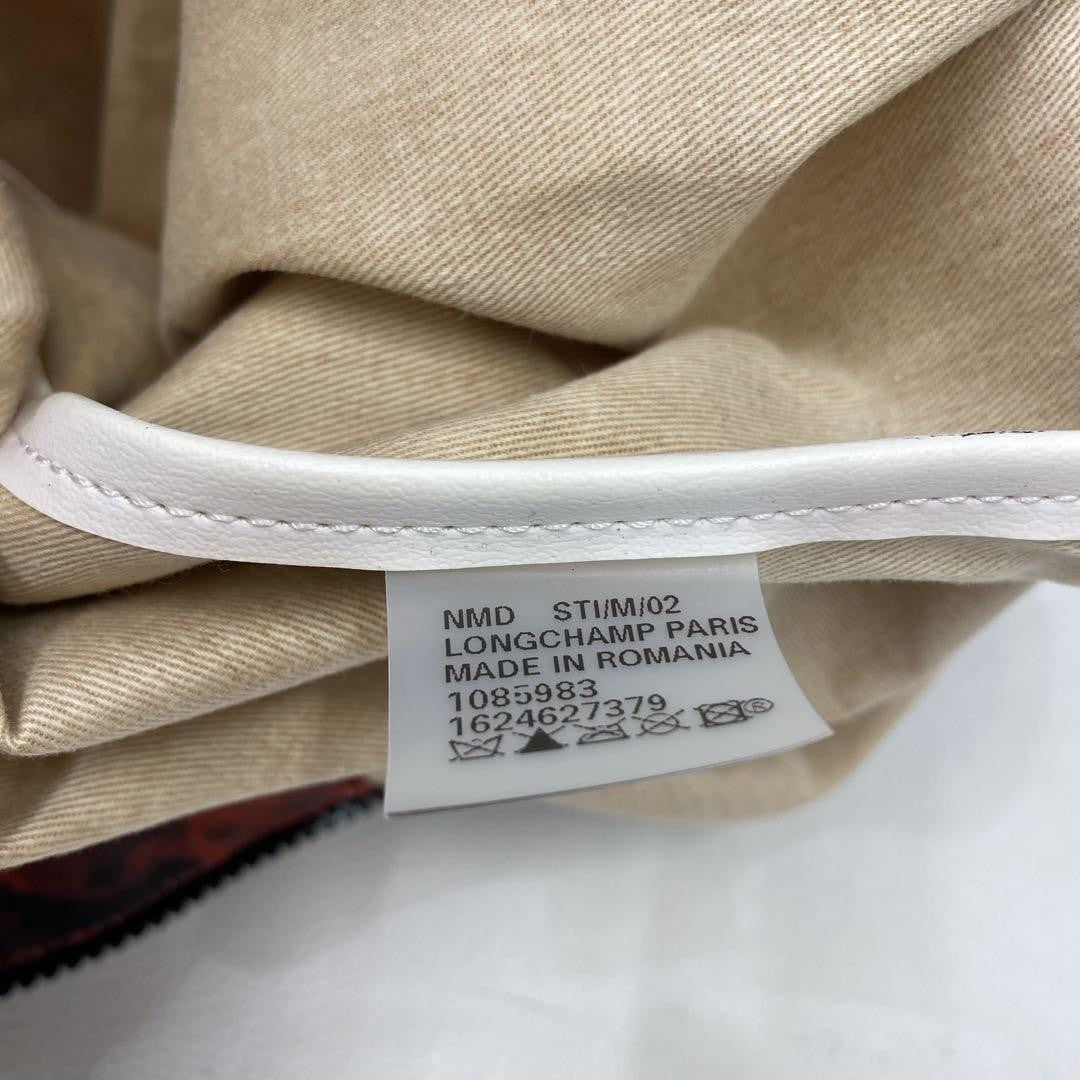 NMD STI/M/02
LONGCHAMP PARIS
MADE IN ROMANIA
1085983
1624627379
®